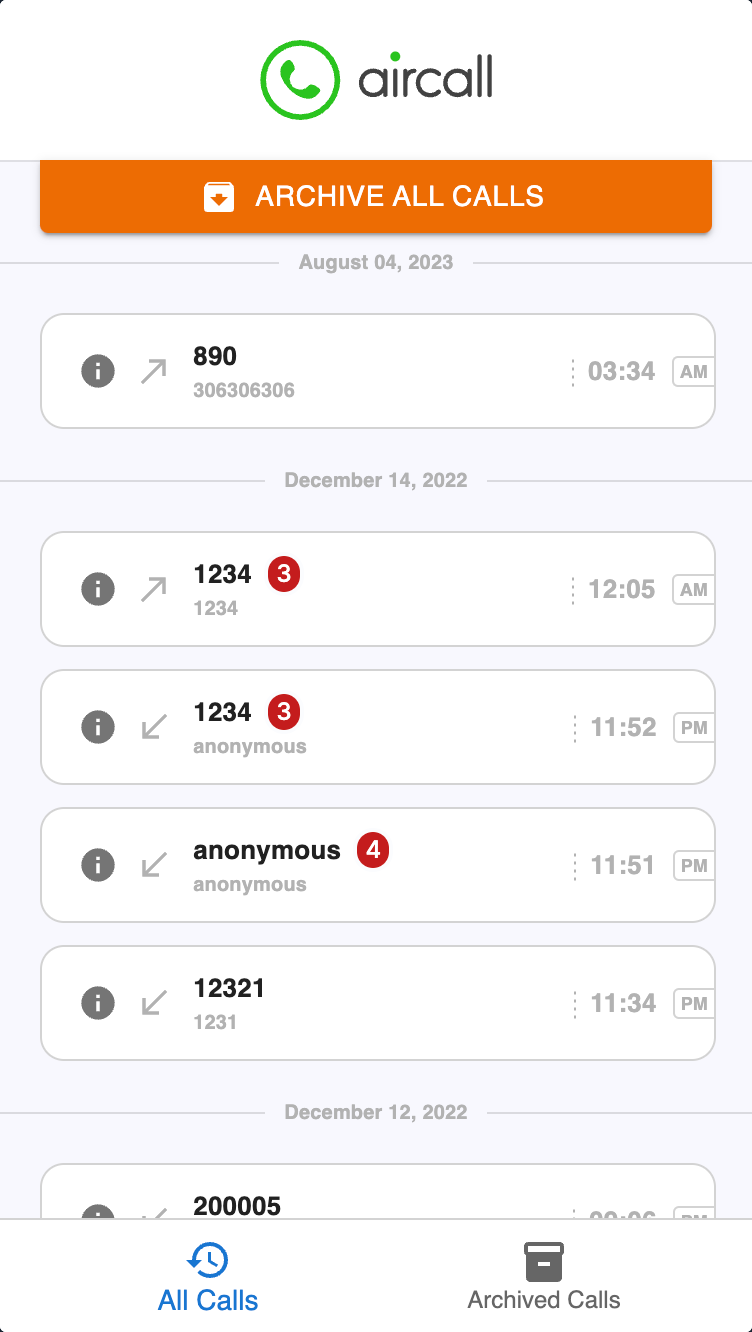 aircall
ARCHIVE ALL CALLS
August 04, 2023
890
306306306
03:34 AM
December 14, 2022
1234 3
1234
12:05 AM
1234 3
anonymous
11:52 PM
anonymous 4
anonymous
11:51 PM
12321
1231
11:34 PM
December 12, 2022
200005
All Calls
Archived Calls